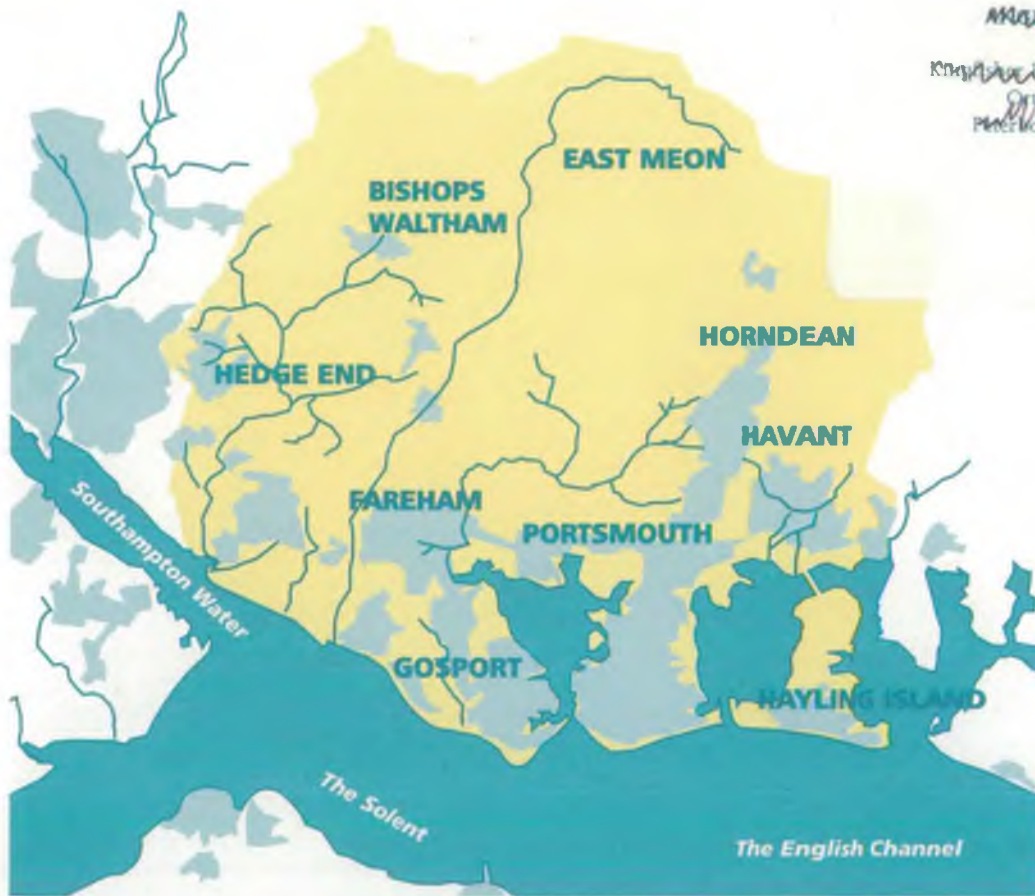 EAST MEON
BISHOPS
WALTHAM
HORNDEAN
HEDGE END
HAVANT
FAREHAM
PORTSMOUTH
Southampton Water
GOSPORT
HAYLING ISLAND
The Solent
The English Channel